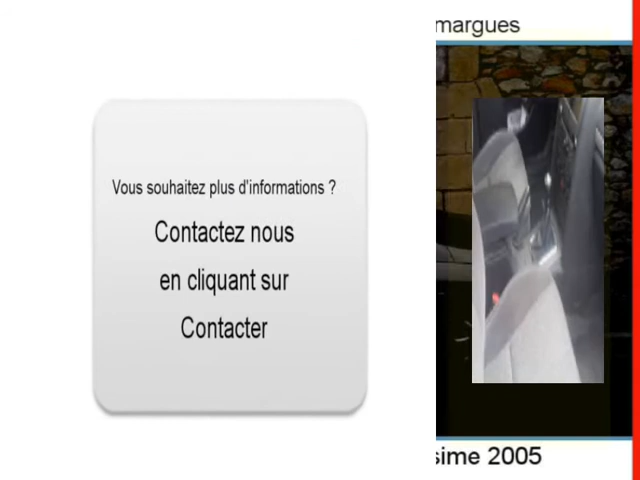 margues
Vous souhaitez plus d'informations ?
Contactez nous
en cliquant sur
Contacter
sime 2005